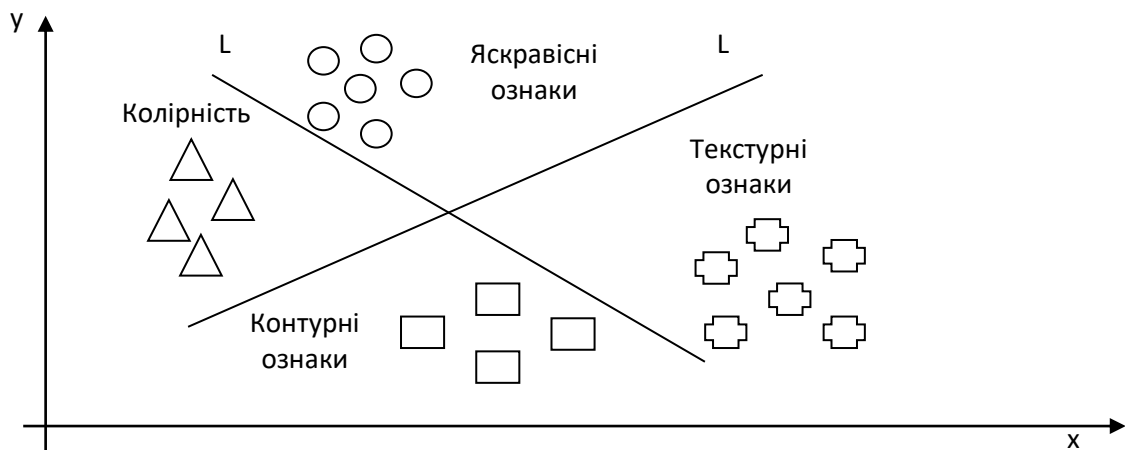 y
L
Яскравісні
ознаки
L
Колірність
Текстурні
ознаки
Контурні
ознаки
x